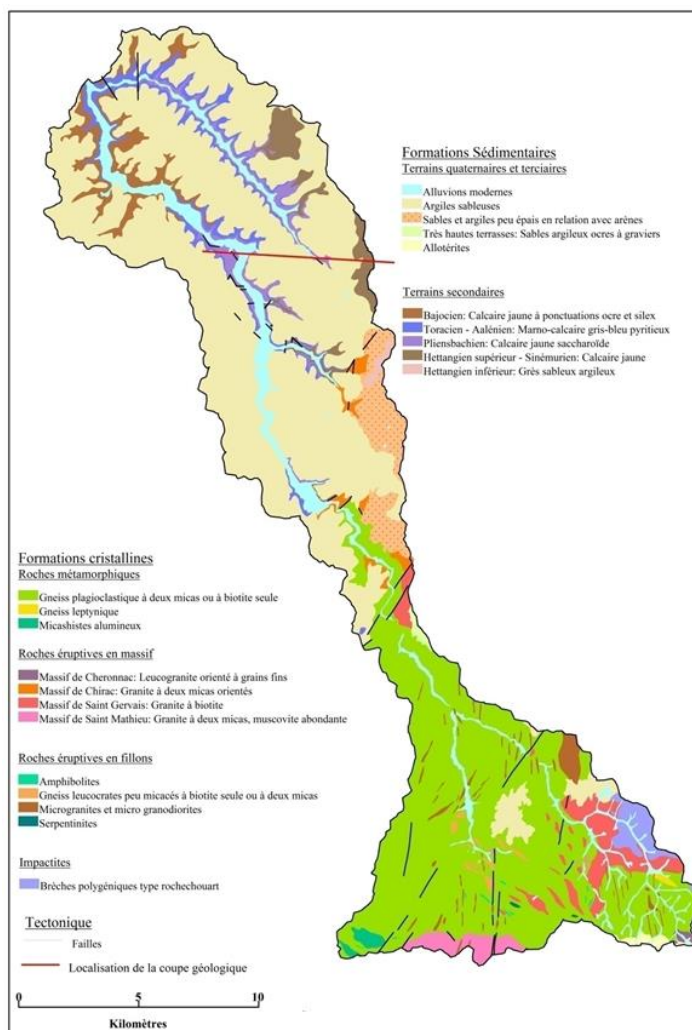 Formations Sédimentaires
Terrains quaternaires et terciaires
Alluvions modernes
Argiles sableuses
Sables et argiles peu épais en relation avec arènes
Très hautes terrasses: Sables argileux ocres à graviers
Allotérites
Terrains secondaires
Bajocien: Calcaire jaune à ponctuations ocre et silex
Toracien - Aalénien: Marno-calcaire gris-bleu pyritieux
Pliensbachien: Calcaire jaune saccharoïde
Hettangien supérieur - Sinémurien: Calcaire jaune
Hettangien inférieur: Grès sableux argileux
Formations cristallines
Roches métamorphiques
Gneiss plagioclastique à deux micas ou à biotite seule
Gneiss leptynique
Micashistes alumineux
Roches éruptives en massif
Massif de Cheronnac: Leucogranite orienté à grains fins
Massif de Chirac: Granite à deux micas orientés
Massif de Saint Gervais: Granite à biotite
Massif de Saint Mathieu: Granite à deux micas, muscovite abondante
Roches éruptives en fillons
Amphibolites
Gneiss leucocrates peu micacés à biotite seule ou à deux micas
Microgranites et micro granodiorites
Serpentinites
Impactites
Brèches polygéniques type rochechouart
Tectonique
Failles
Localisation de la coupe géologique
0 5 10
Kilomètres